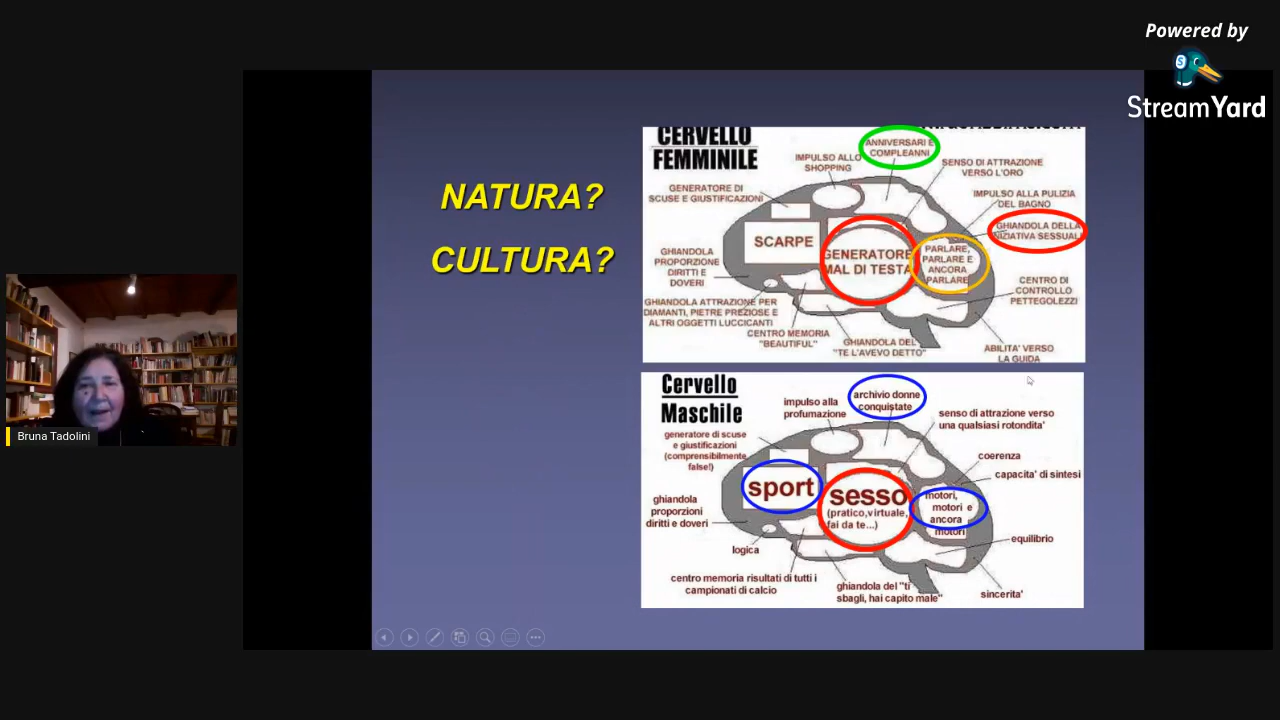 Powered by
StreamYard
NATURA?
CULTURA?
CERVELLO
FEMMINILE
ANNIVERSARI E
COMPLEANNI
IMPULSO ALLO
SHOPPING
SENSO DI ATTRAZIONE
VERSO L'ORO
GENERATORE DI
SCUSE E GIUSTIFICAZIONI
IMPULSO ALLA PULIZIA
DEL BAGNO
GHIANDOLA DELLA
INIZIATIVA SESSUALE
SCARPE
GENERATORE
MAL DI TESTA
PARLARE,
PARLARE E
ANCORA
PARLARE
GHIANDOLA
PROPORZIONE
DIRITTI E
DOVERI
CENTRO DI
CONTROLLO
PETTEGOLEZZI
GHIANDOLA ATTRAZIONE PER
DIAMANTI, PIETRE PREZIOSE E
ALTRI OGGETTI LUCCICANTI
CENTRO MEMORIA
"BEAUTIFUL"
GHIANDOLA DEL
"TE L'AVEVO DETTO"
ABILITA' VERSO
LA GUIDA
Cervello
Maschile
impulso alla
profumazione
archivio donne
conquistate
senso di attrazione verso
una qualsiasi rotondita'
generatore di scuse
e giustificazioni
(comprensibilmente
false!)
coerenza
capacita' di sintesi
sport
sesso
(pratico,virtuale,
fai da te...)
motori,
motori e
ancora
motori
ghiandola
proporzioni
diritti e doveri
logica
equilibrio
centro memoria risultati di tutti i
campionati di calcio
ghiandola del "ti
sbagli, hai capito male"
sincerita'
Bruna Tadolini